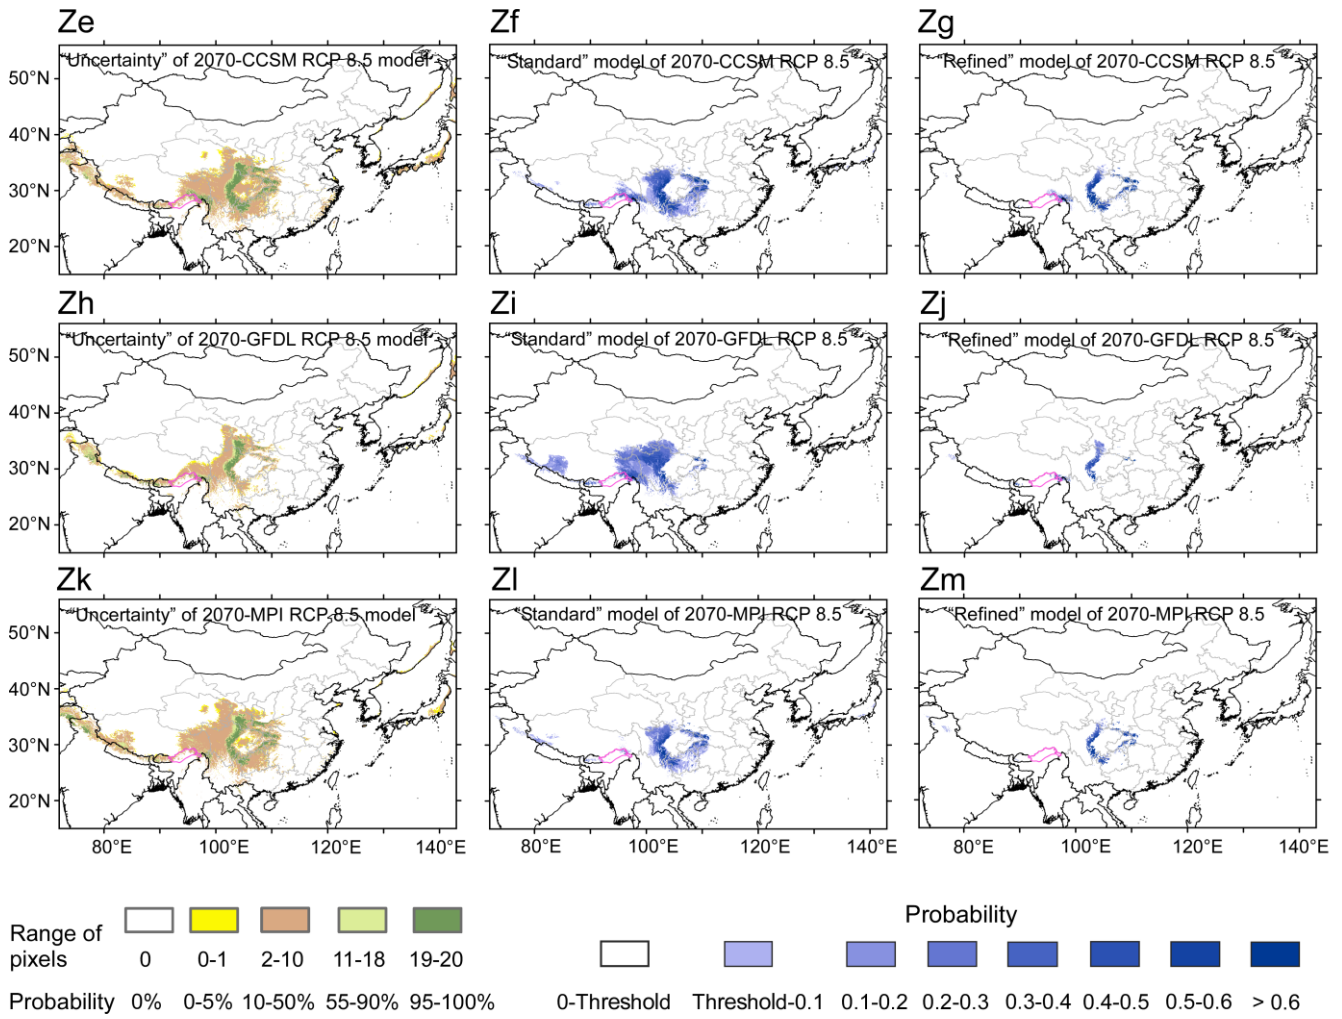 Ze Zf Zg
“Uncertainty” of 2070-CCSM RCP 8.5 model
“Standard” model of 2070-CCSM RCP 8.5
“Refined” model of 2070-CCSM RCP 8.5
50°N
40°N
30°N
20°N
Zh Zi Zj
“Uncertainty” of 2070-GFDL RCP 8.5 model
“Standard” model of 2070-GFDL RCP 8.5
“Refined” model of 2070-GFDL RCP 8.5
50°N
40°N
30°N
20°N
Zk Zl Zm
“Uncertainty” of 2070-MPI RCP 8.5 model
“Standard” model of 2070-MPI RCP 8.5
“Refined” model of 2070-MPI RCP 8.5
50°N
40°N
30°N
20°N
80°E 100°E 120°E 140°E 80°E 100°E 120°E 140°E 80°E 100°E 120°E 140°E
Range of
pixels 0 0-1 2-10 11-18 19-20
Probability 0% 0-5% 10-50% 55-90% 95-100%
Probability
0-Threshold Threshold-0.1 0.1-0.2 0.2-0.3 0.3-0.4 0.4-0.5 0.5-0.6 > 0.6